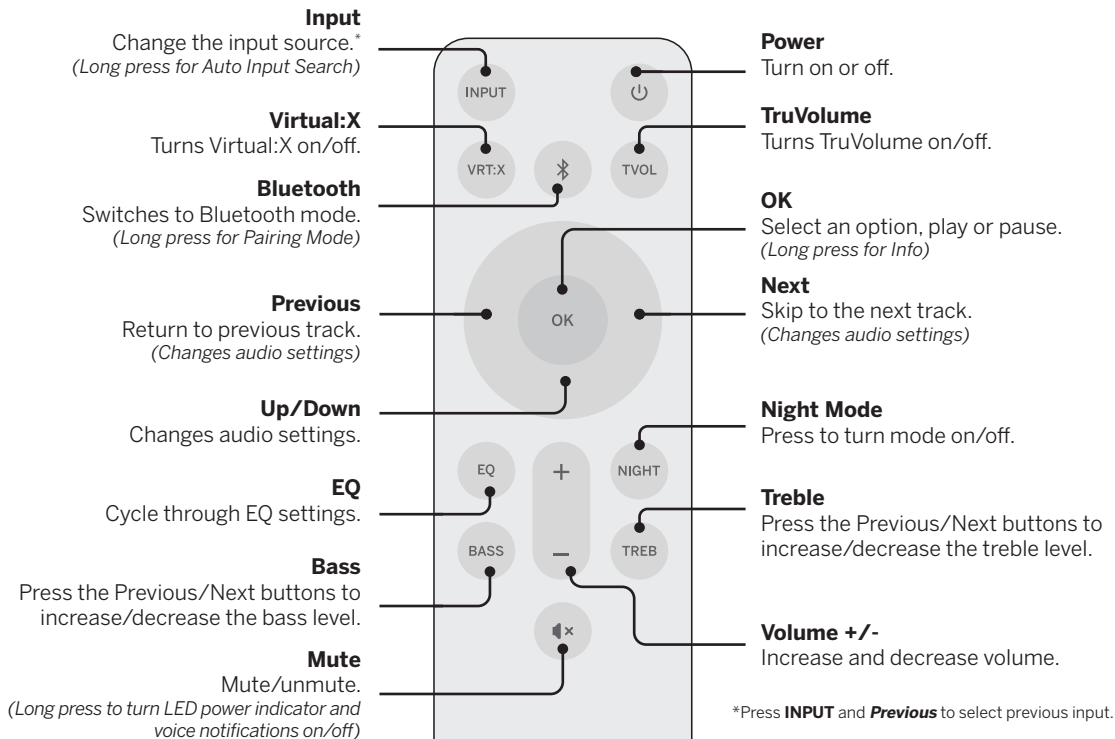 Input
Change the input source.*
(Long press for Auto Input Search)
Virtual:X
Turns Virtual:X on/off.
Bluetooth
Switches to Bluetooth mode.
(Long press for Pairing Mode)
Previous
Return to previous track.
(Changes audio settings)
Up/Down
Changes audio settings.
EQ
Cycle through EQ settings.
Bass
Press the Previous/Next buttons to
increase/decrease the bass level.
Mute
Mute/unmute.
(Long press to turn LED power indicator and
voice notifications on/off)
INPUT
VRT:X
TVOL
OK
EQ
+
NIGHT
BASS
–
TREB
Power
Turn on or off.
TruVolume
Turns TruVolume on/off.
OK
Select an option, play or pause.
(Long press for Info)
Next
Skip to the next track.
(Changes audio settings)
Night Mode
Press to turn mode on/off.
Treble
Press the Previous/Next buttons to
increase/decrease the treble level.
Volume +/-
Increase and decrease volume.
*Press INPUT and Previous to select previous input.